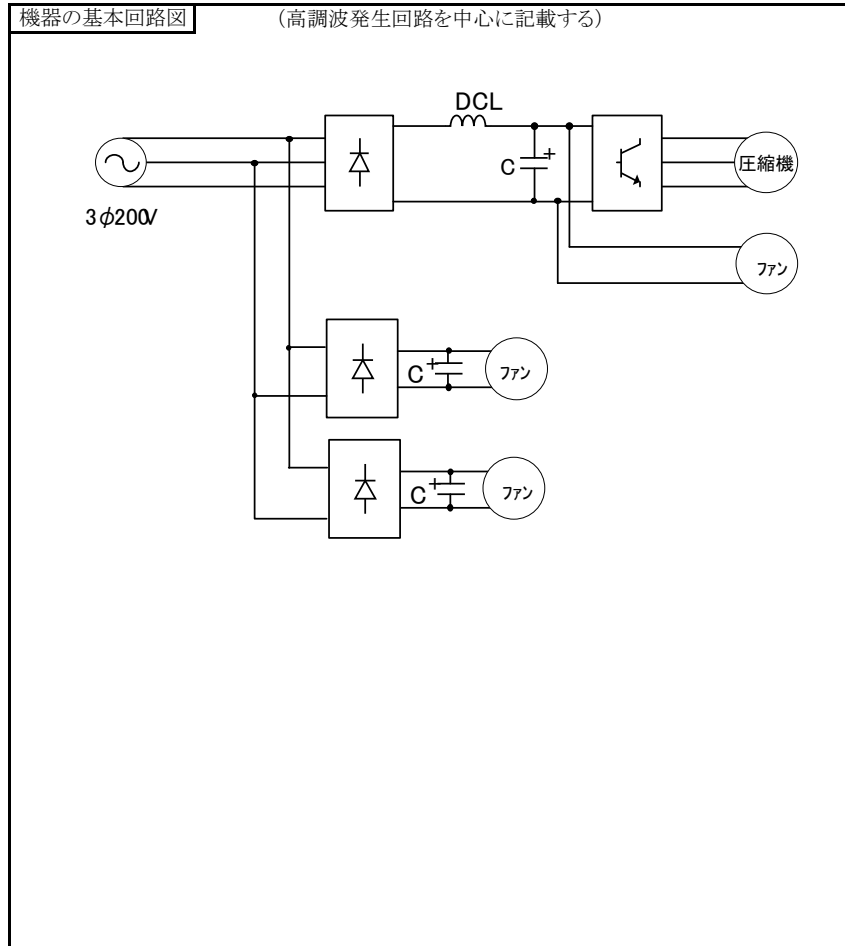 機器の基本回路図
(高調波発生回路を中心に記載する)
DCL
C
+
圧縮機
3φ200V
ファン
C
+
ファン
C
+
ファン